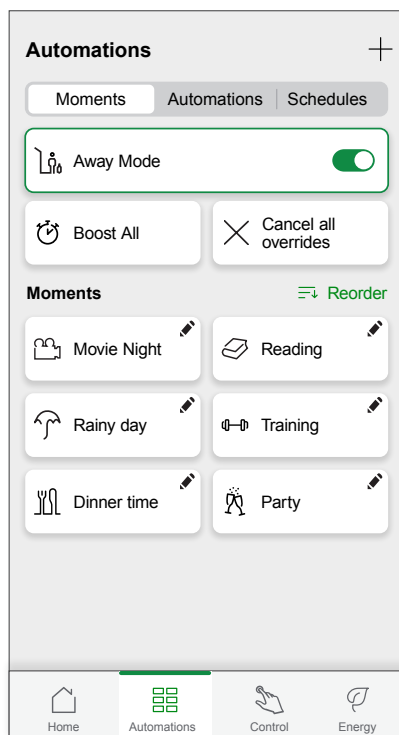 Automations
Moments Automations Schedules
Away Mode
Boost All
Cancel all
overrides
Moments
Reorder
Movie Night
Reading
Rainy day
Training
Dinner time
Party
Home Automations Control Energy